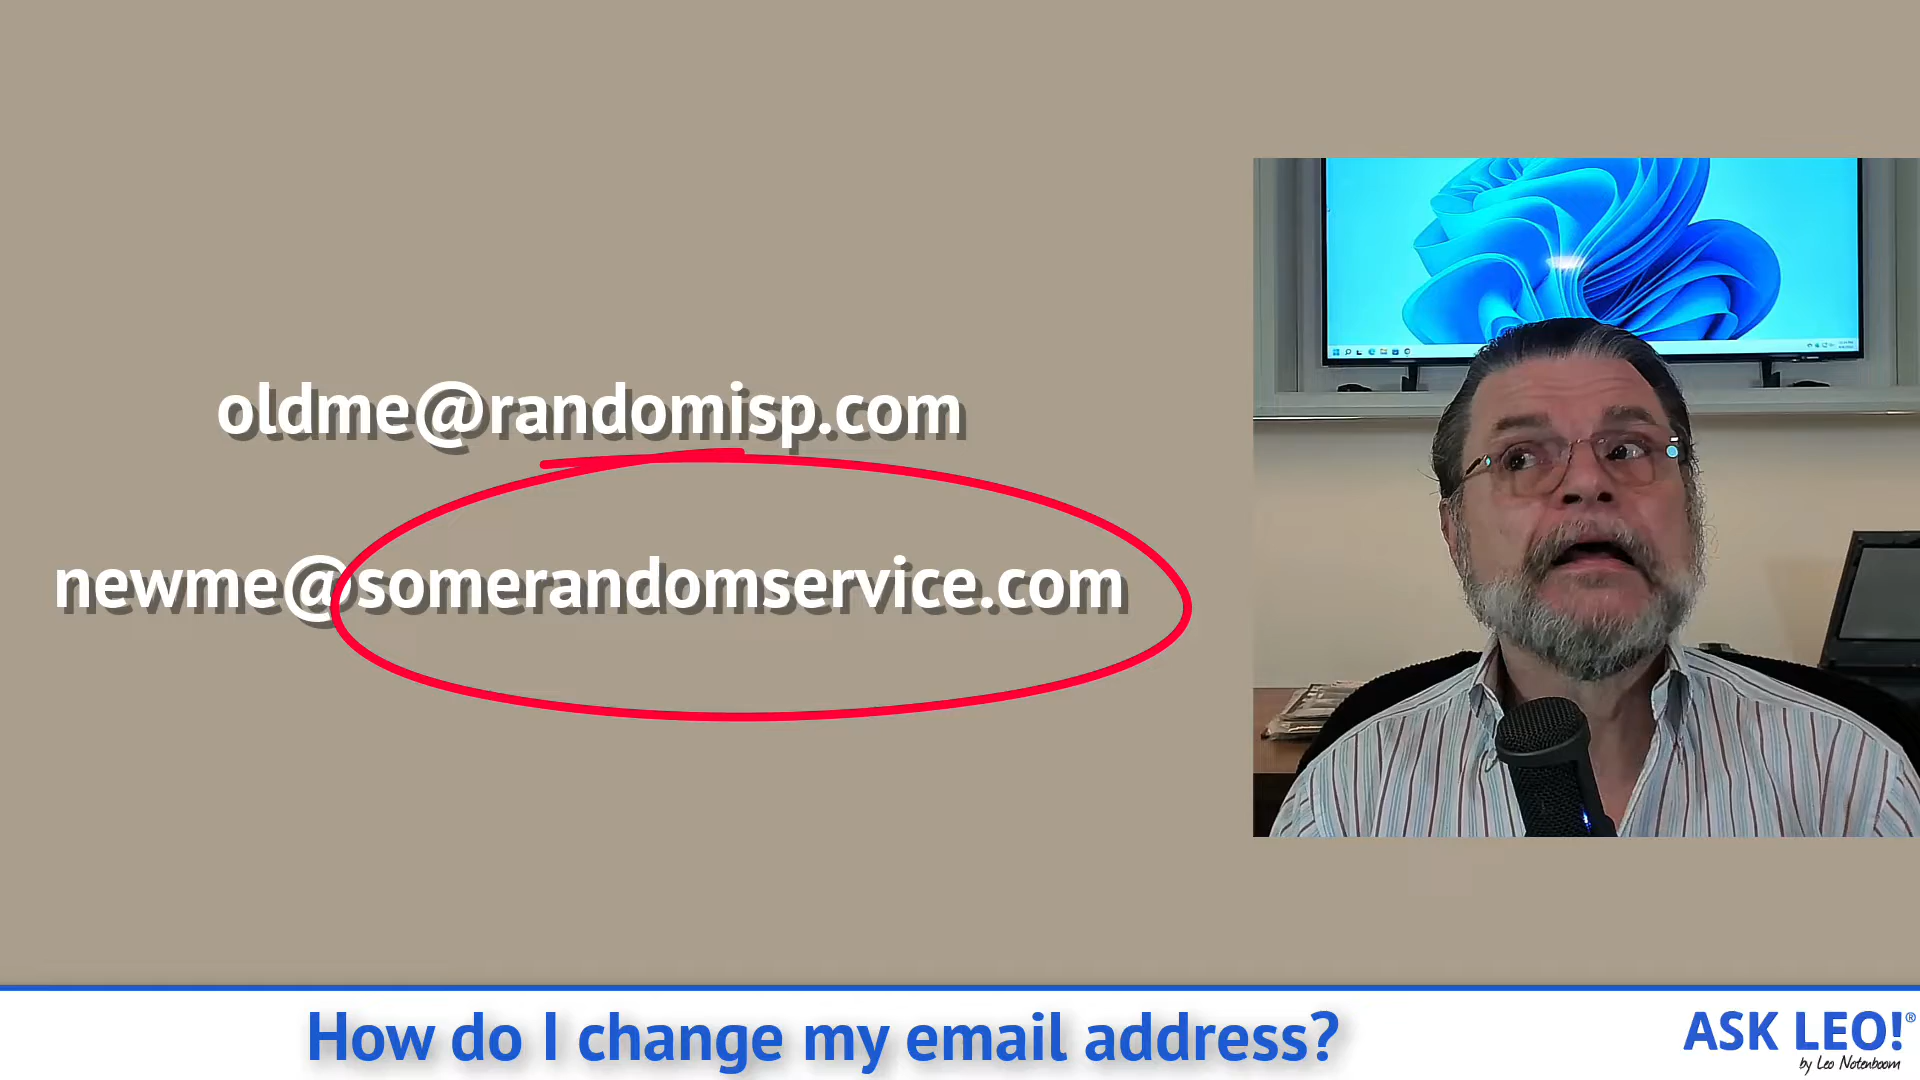 oldme@randomisp.com
newme@somerandomservice.com
How do I change my email address?
ASK LEO!®
by Leo Notenboom